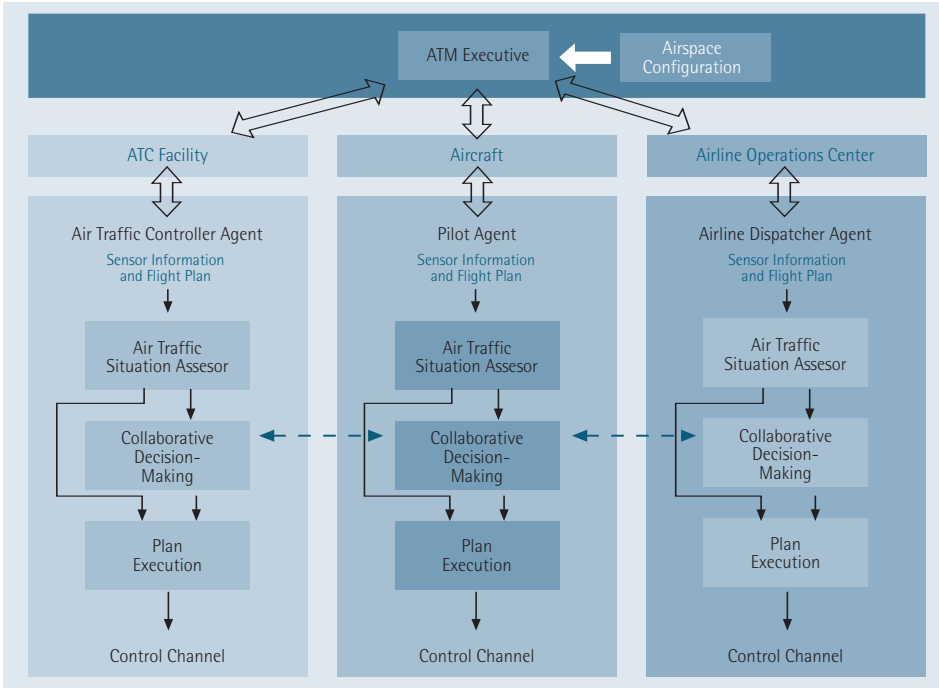 ATM Executive
Airspace
Configuration
ATC Facility
Aircraft
Airline Operations Center
Air Traffic Controller Agent
Sensor Information
and Flight Plan
Air Traffic
Situation Assesor
Collaborative
Decision-
Making
Plan
Execution
Control Channel
Pilot Agent
Sensor Information
and Flight Plan
Air Traffic
Situation Assesor
Collaborative
Decision-
Making
Plan
Execution
Control Channel
Airline Dispatcher Agent
Sensor Information
and Flight Plan
Air Traffic
Situation Assesor
Collaborative
Decision-
Making
Plan
Execution
Control Channel